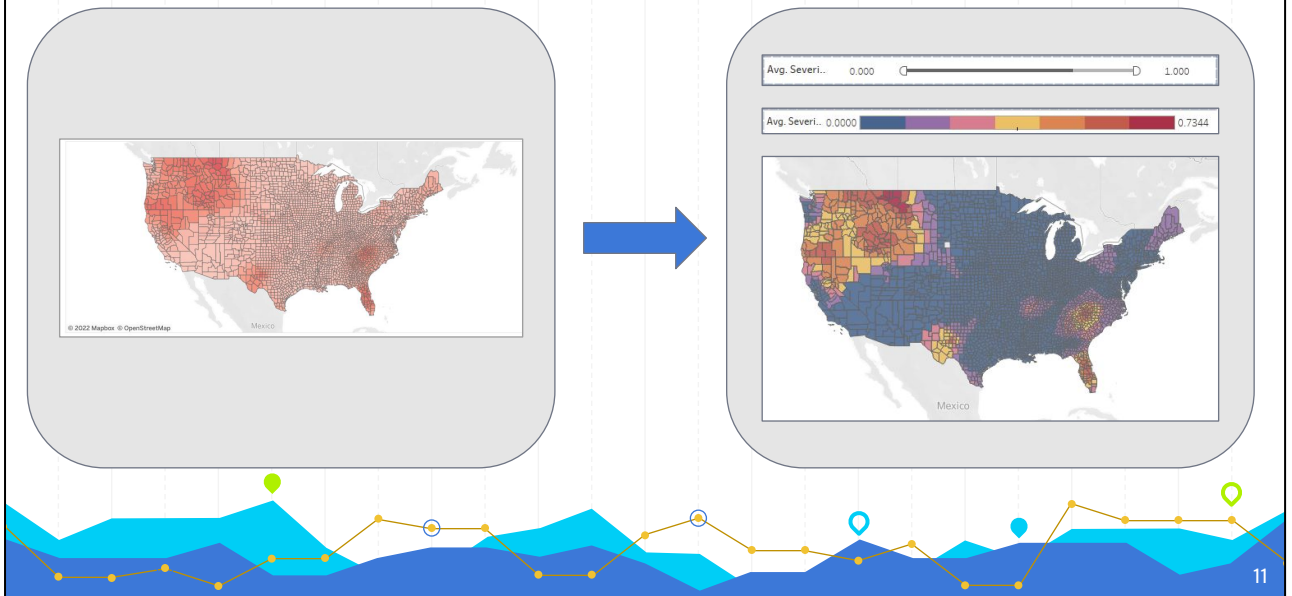 © 2022 Mapbox © OpenStreetMap
Mexico
Avg. Severi.. 0.000 1.000
Avg. Severi.. 0.0000 0.7344
Mexico
11